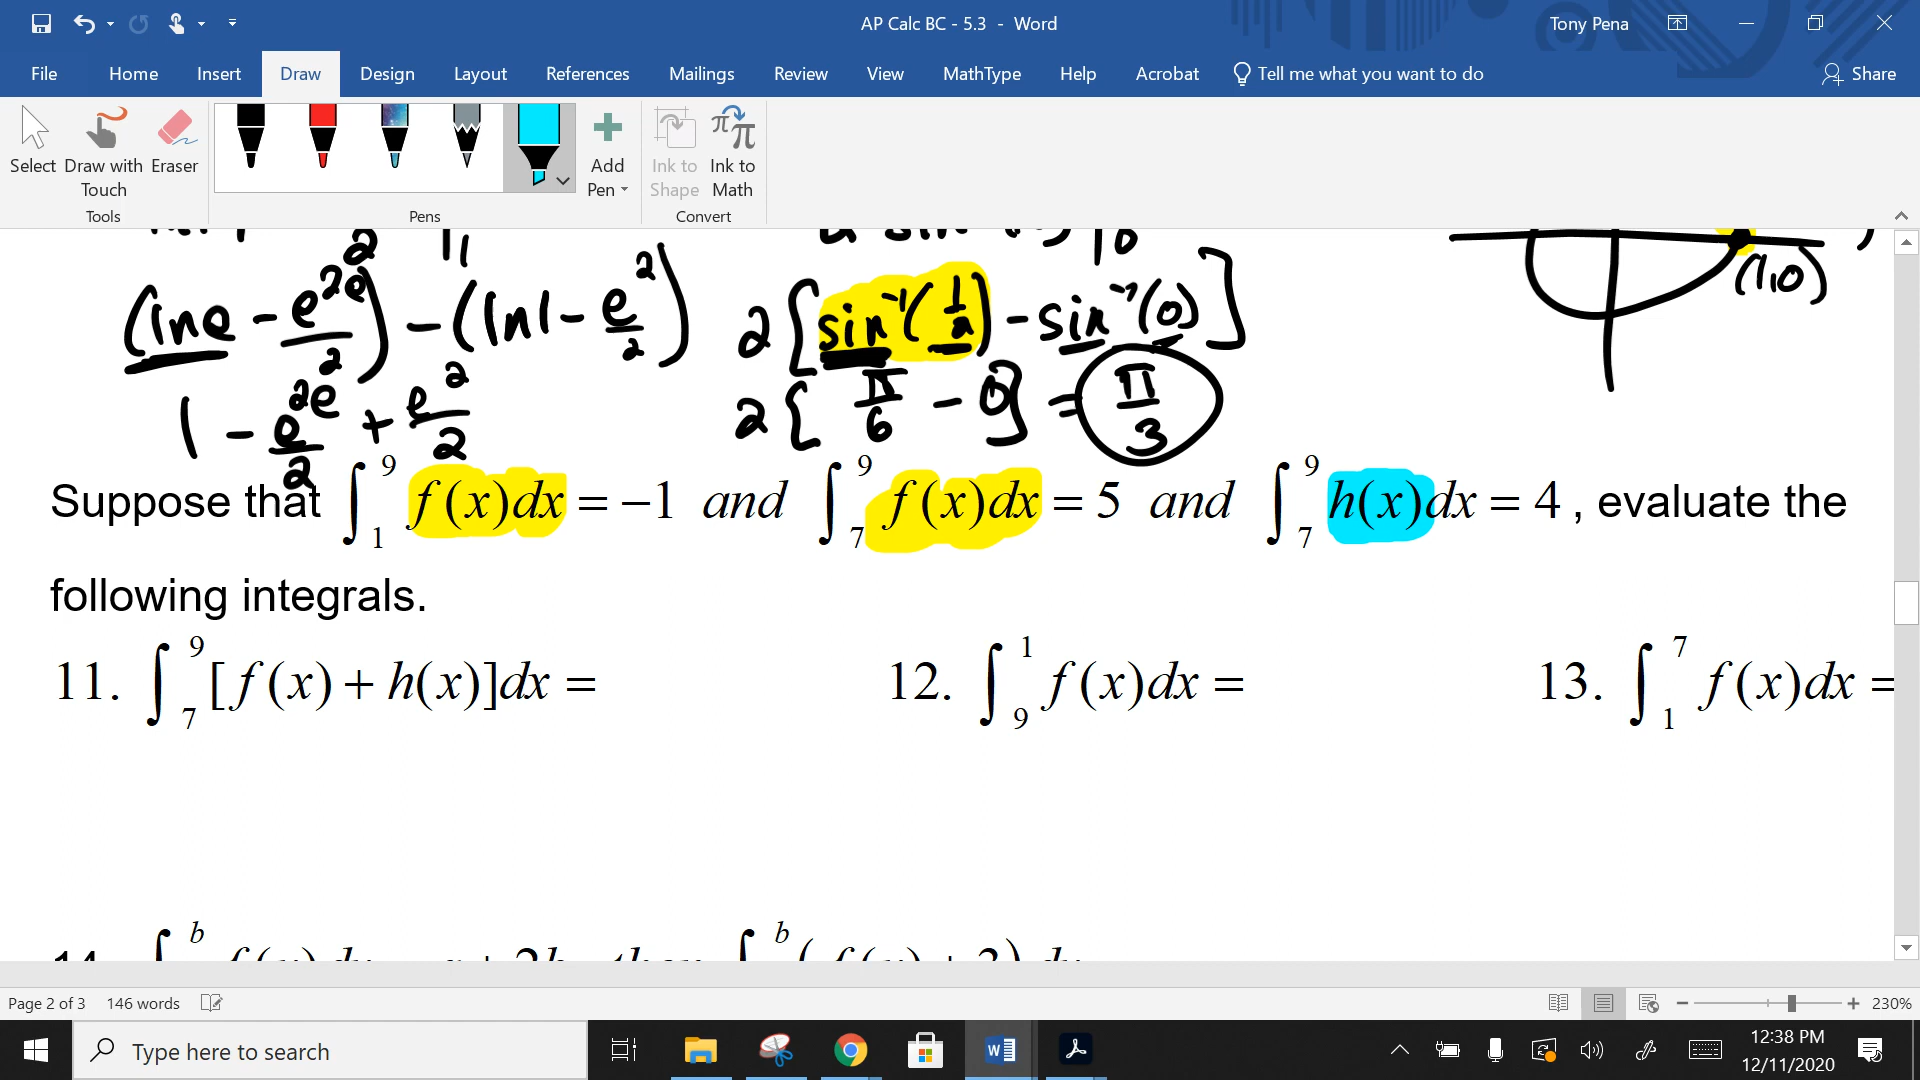 AP Calc BC - 5.3 - Word
Tony Pena
File Home Insert Draw Design Layout References Mailings Review View MathType Help Acrobat Tell me what you want to do Share
Select Draw with Touch Eraser Add Pen Ink to Shape Ink to Math
Tools Pens Convert
(1,0)
(ln e - e^{2e}/2) - (ln 1 - e^2/2) 2[sin^{-1}(1/2) - sin^{-1}(0)]
1 - e^{2e}/2 + e^2/2 2[π/6 - 0] = π/3
Suppose that ∫_1^9 f(x)dx = −1 and ∫_7^9 f(x)dx = 5 and ∫_7^9 h(x)dx = 4 , evaluate the
following integrals.
11. ∫_7^9 [f(x) + h(x)]dx = 12. ∫_9^1 f(x)dx = 13. ∫_1^7 f(x)dx =
Page 2 of 3 146 words 230%
Type here to search
12:38 PM
12/11/2020